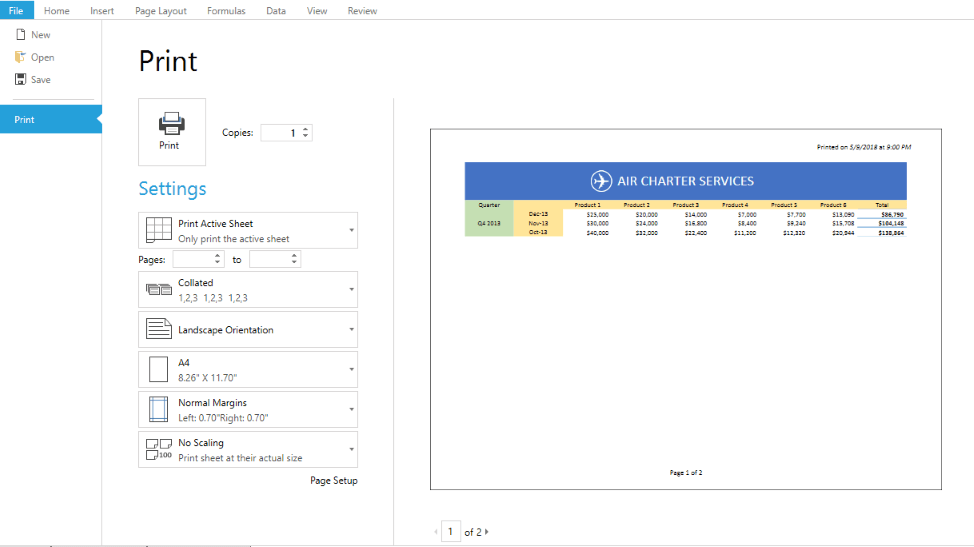 File Home Insert Page Layout Formulas Data View Review
New
Open
Save
Print
Print
Print
Copies: 1
Settings
Print Active Sheet
Only print the active sheet
Pages: to
Collated
1,2,3 1,2,3 1,2,3
Landscape Orientation
A4
8.26" X 11.70"
Normal Margins
Left: 0.70"Right: 0.70"
No Scaling
100
Print sheet at their actual size
Page Setup
Printed on 5/9/2018 at 9:00 PM
AIR CHARTER SERVICES
Quarter Product 1 Product 2 Product 3 Product 4 Product 5 Product 6 Total
Dec-13 $25,000 $20,000 $14,000 $7,000 $7,700 $13,090 $86,790
Q4 2013 Nov-13 $30,000 $24,000 $16,800 $8,400 $9,240 $15,708 $104,148
Oct-13 $40,000 $32,000 $22,400 $11,200 $12,320 $20,944 $138,864
Page 1 of 2
1 of 2